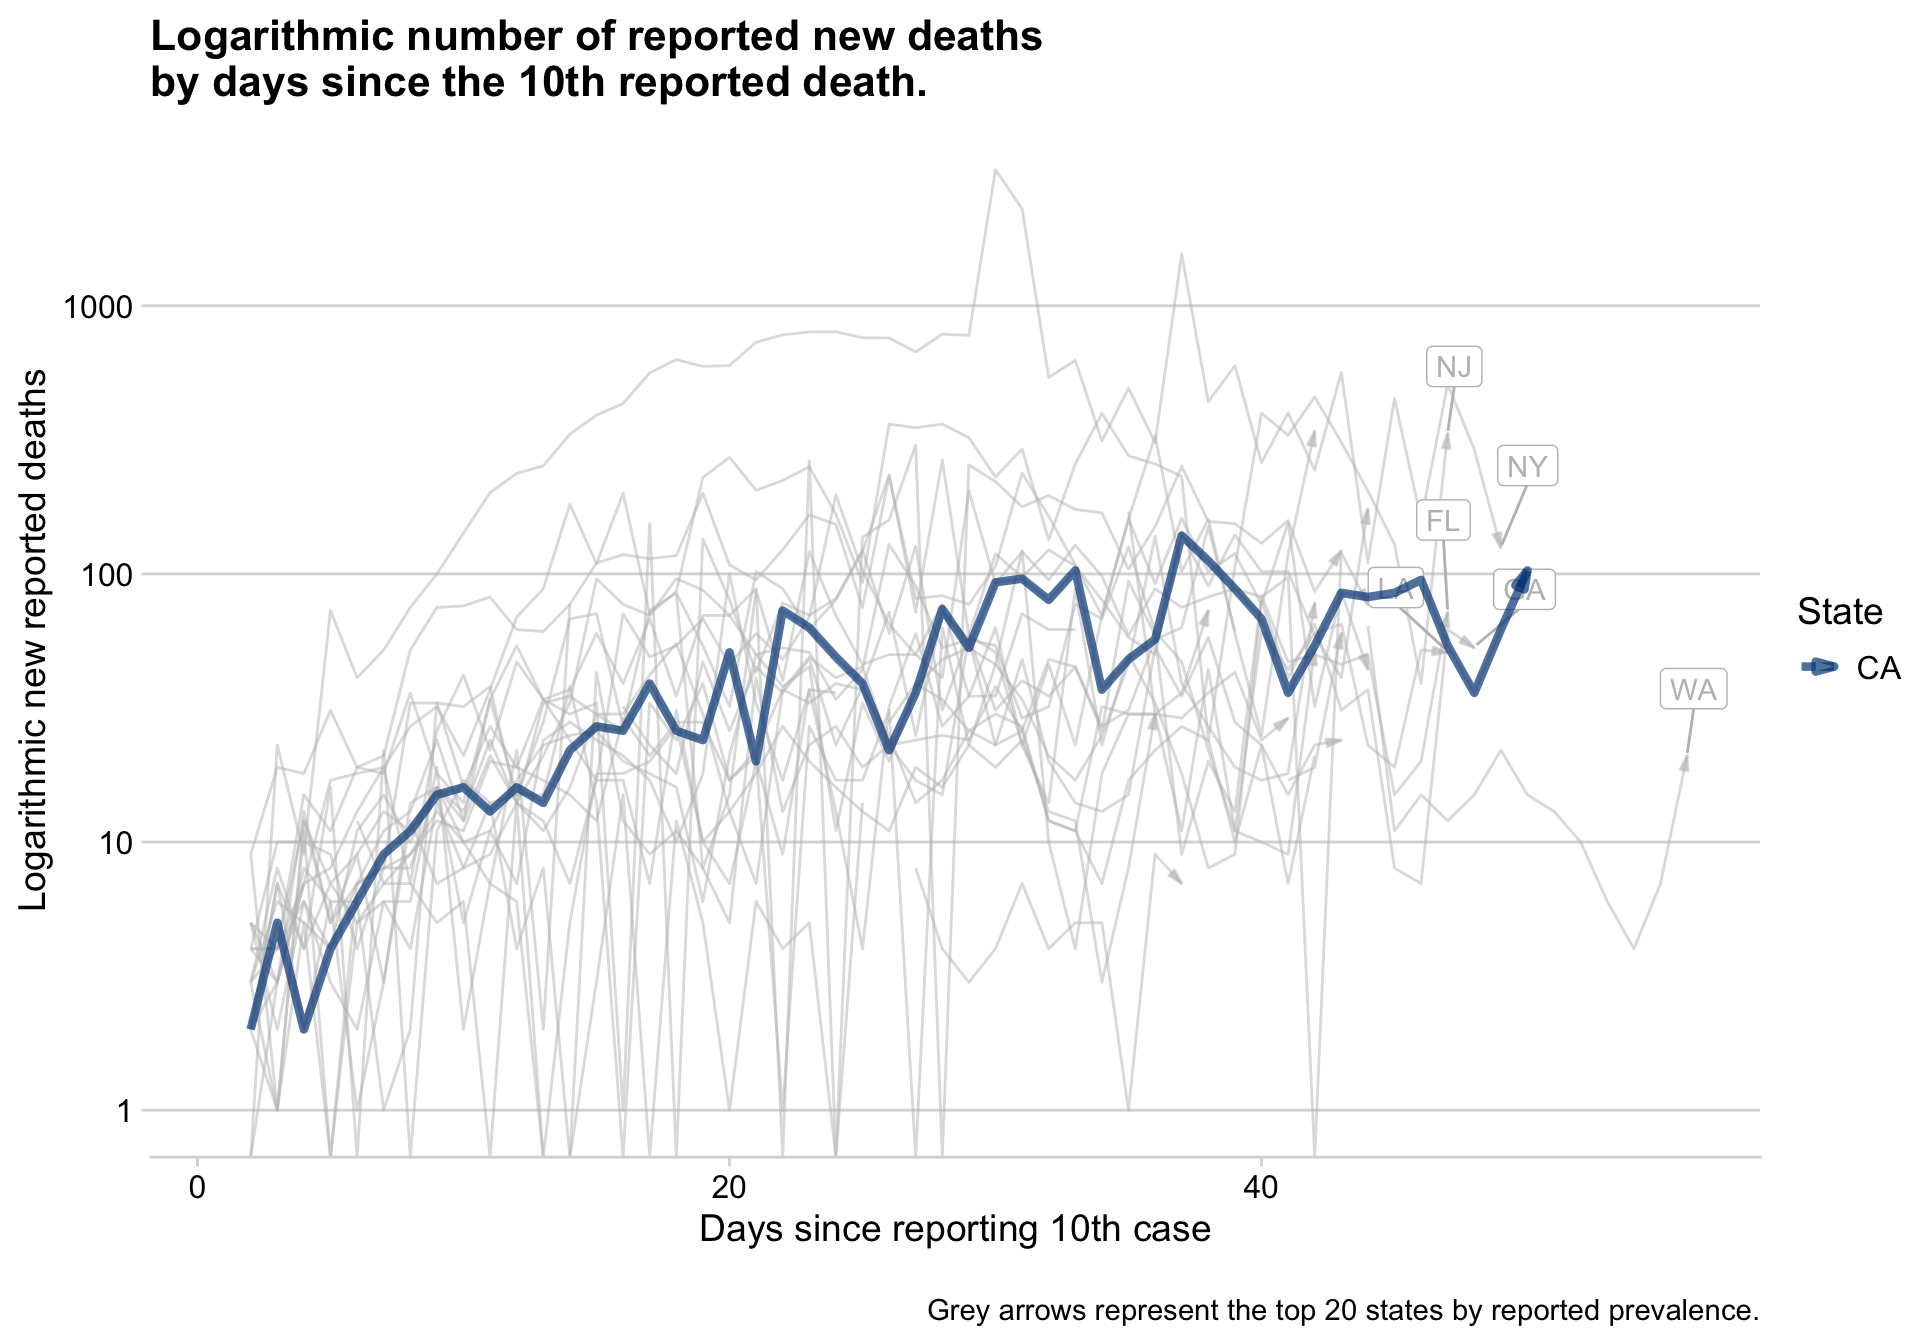 Logarithmic number of reported new deaths
by days since the 10th reported death.
Logarithmic new reported deaths
1000
100
10
1
NJ
NY
FL
LA
CA
GA
WA
State
CA
0
20
40
Days since reporting 10th case
Grey arrows represent the top 20 states by reported prevalence.